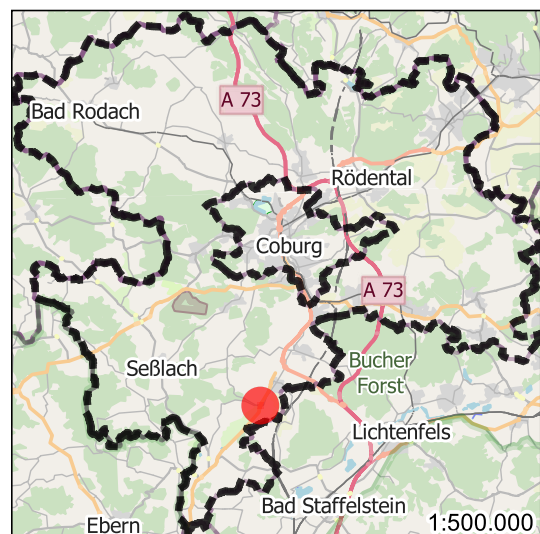 A 73
Bad Rodach
Rödental
Coburg
A 73
Bucher
Forst
Seßlach
Lichtenfels
Bad Staffelstein
Ebern
1:500.000